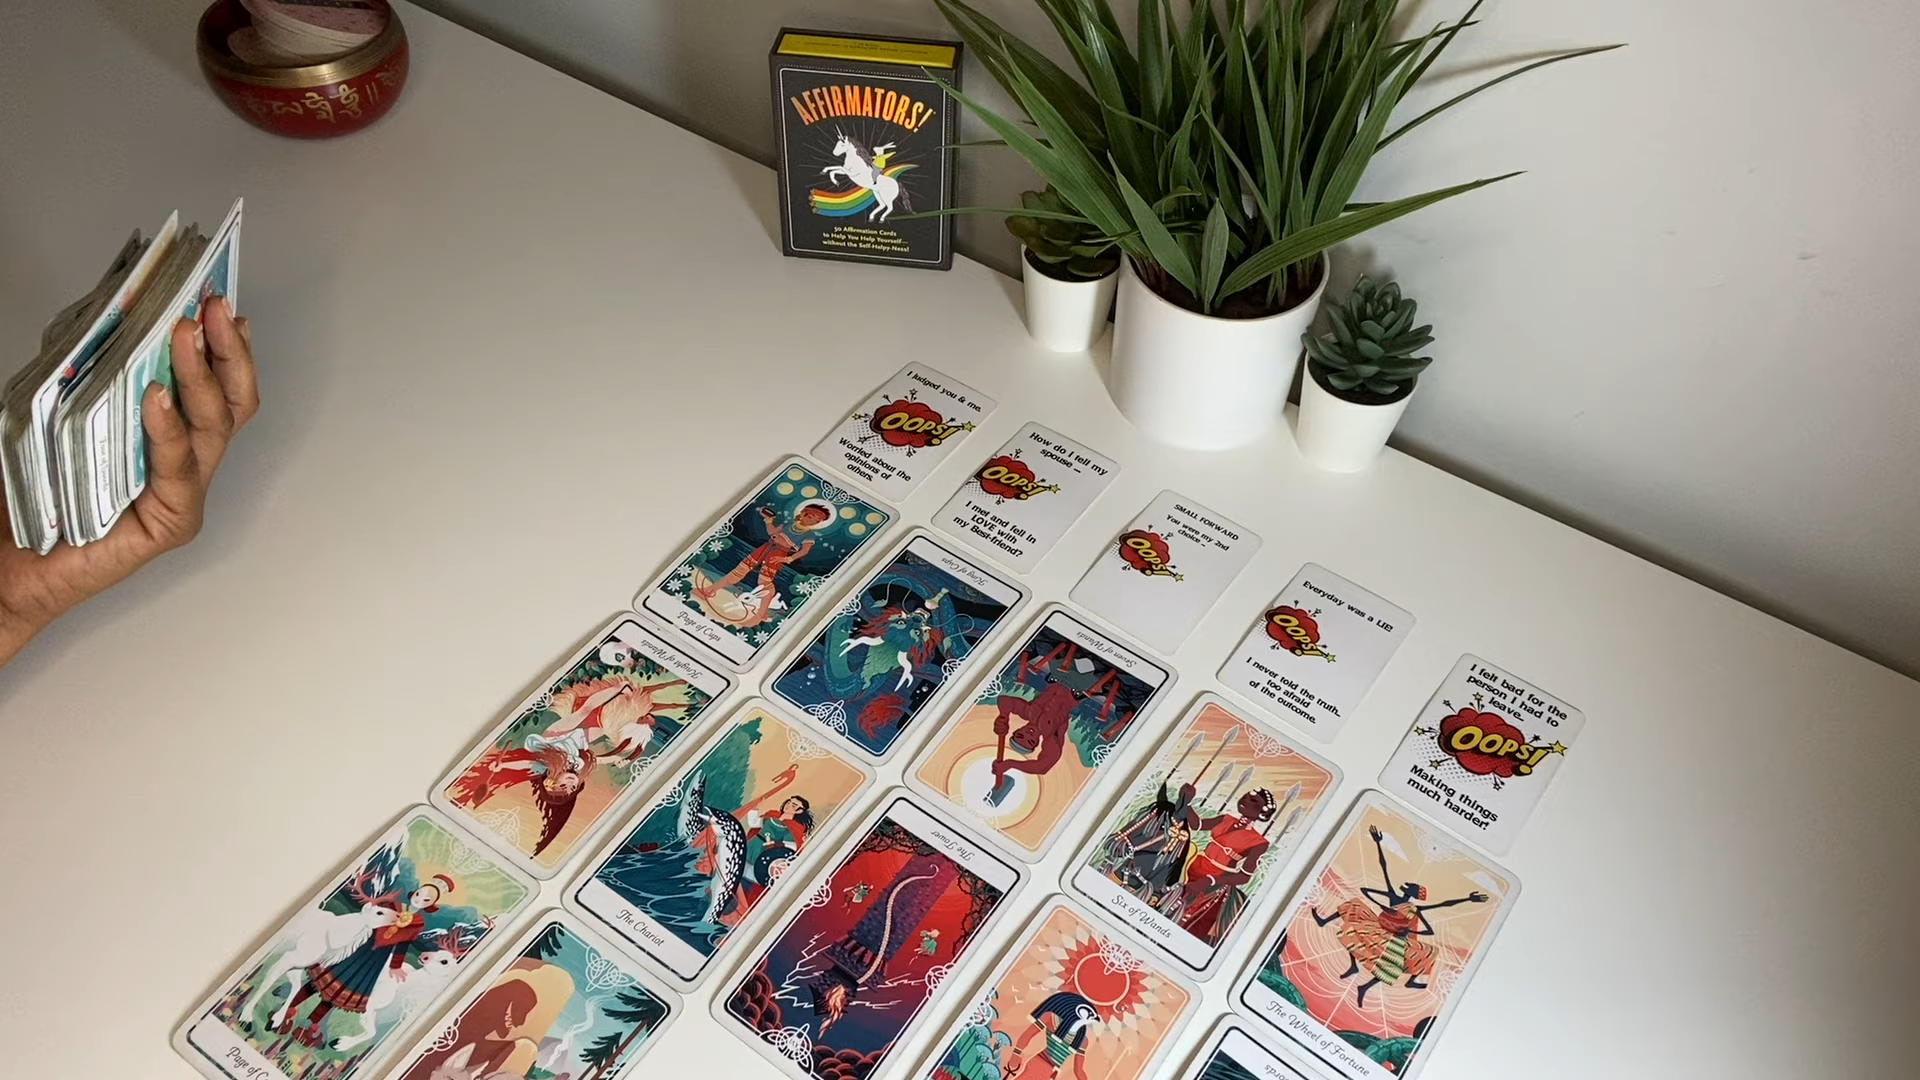 AFFIRMATORS!
50 Affirmation Cards
to Help You Help Yourself—
without the Self-Helpy-Ness!
I judged you & me.
OOPS!
Worried about the
opinions of
others.
How do I tell my
spouse ...
OOPS!
I met and fell in
LOVE with
my Best-friend?
SMALL FORWARD
You were my 2nd
choice ...
OOPS!
Everyday was a LIE!
OOPS!
I never told the truth..
too afraid
of the outcome.
I felt bad for the
person I had to
leave..
OOPS!
Making things
much harder!
Page of Cups
King of Cups
Seven of Wands
Six of Wands
The Wheel of Fortune
Knight of Wands
The Chariot
The Tower
Page of